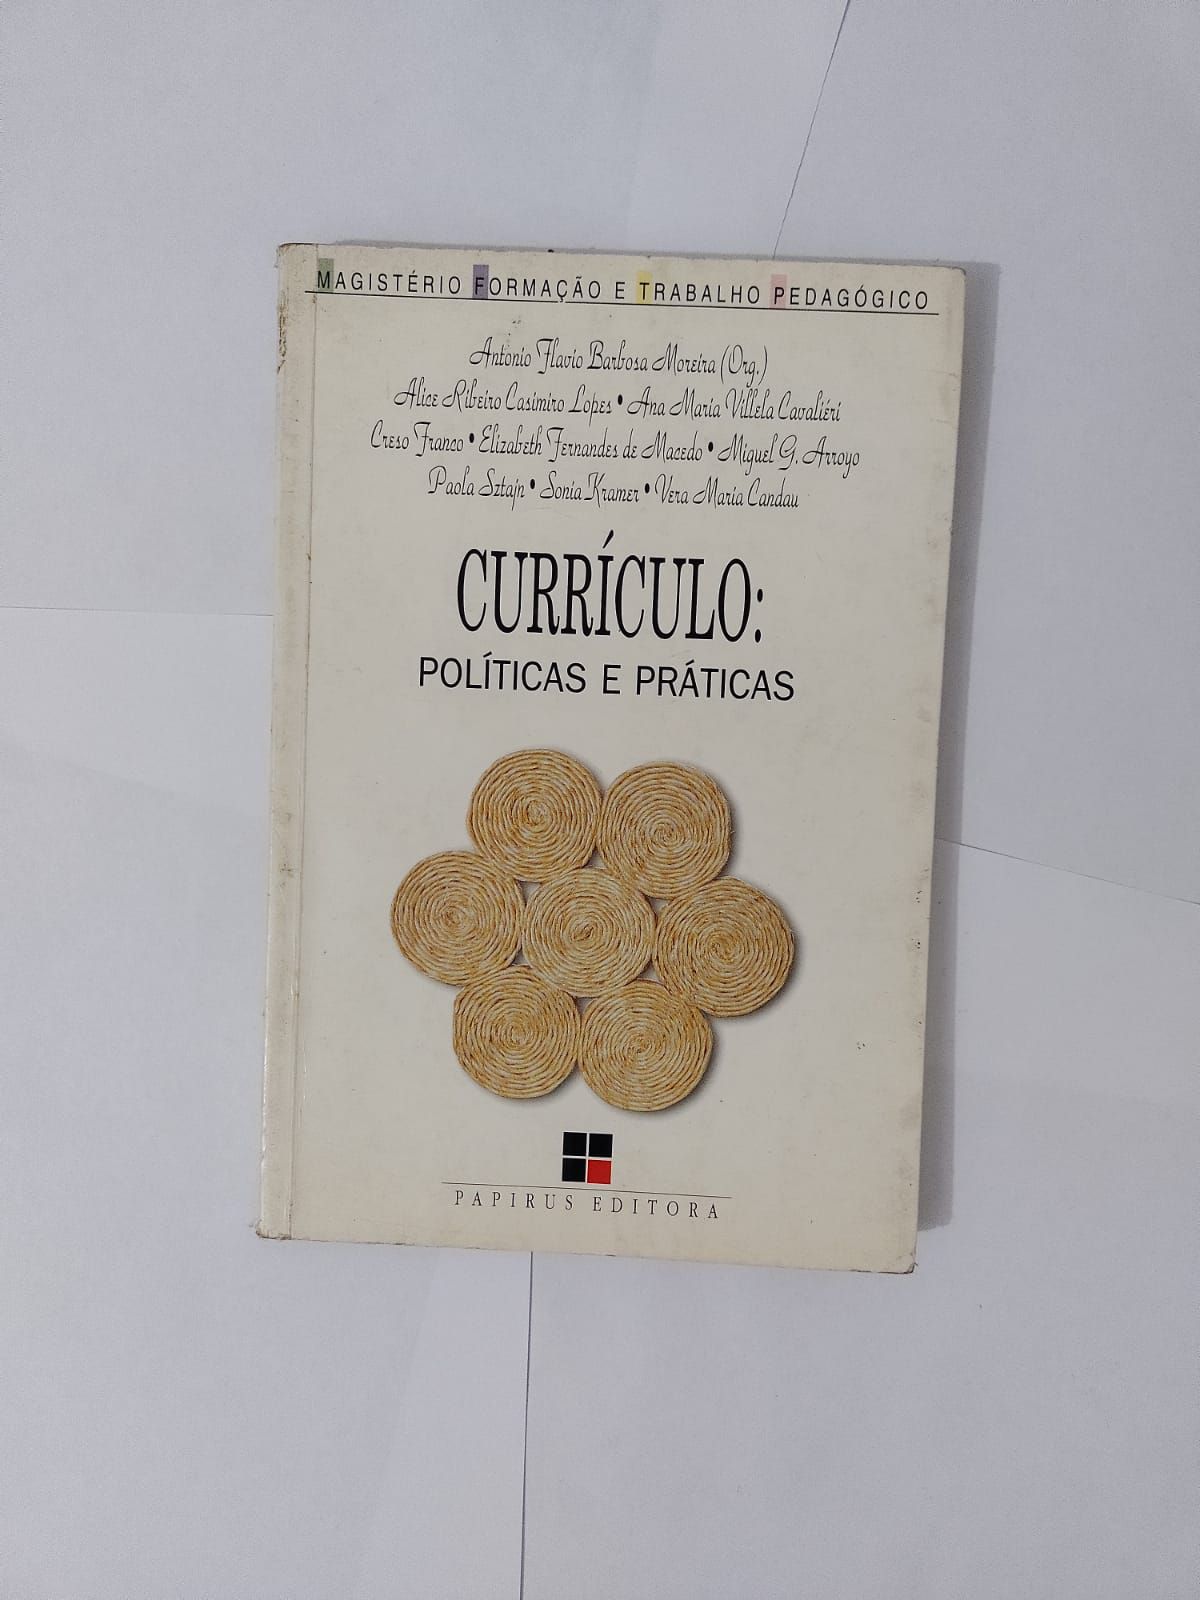 MAGISTÉRIO FORMAÇÃO E TRABALHO PEDAGÓGICO
Antonio Flavio Barbosa Moreira (Org.)
Alice Ribeiro Casimiro Lopes • Ana Maria Villela Cavaliéri
Creso Franco • Elizabeth Fernandes de Macedo • Miguel G. Arroyo
Paola Sztajn • Sonia Kramer • Vera Maria Candau
CURRÍCULO:
POLÍTICAS E PRÁTICAS
PAPIRUS EDITORA